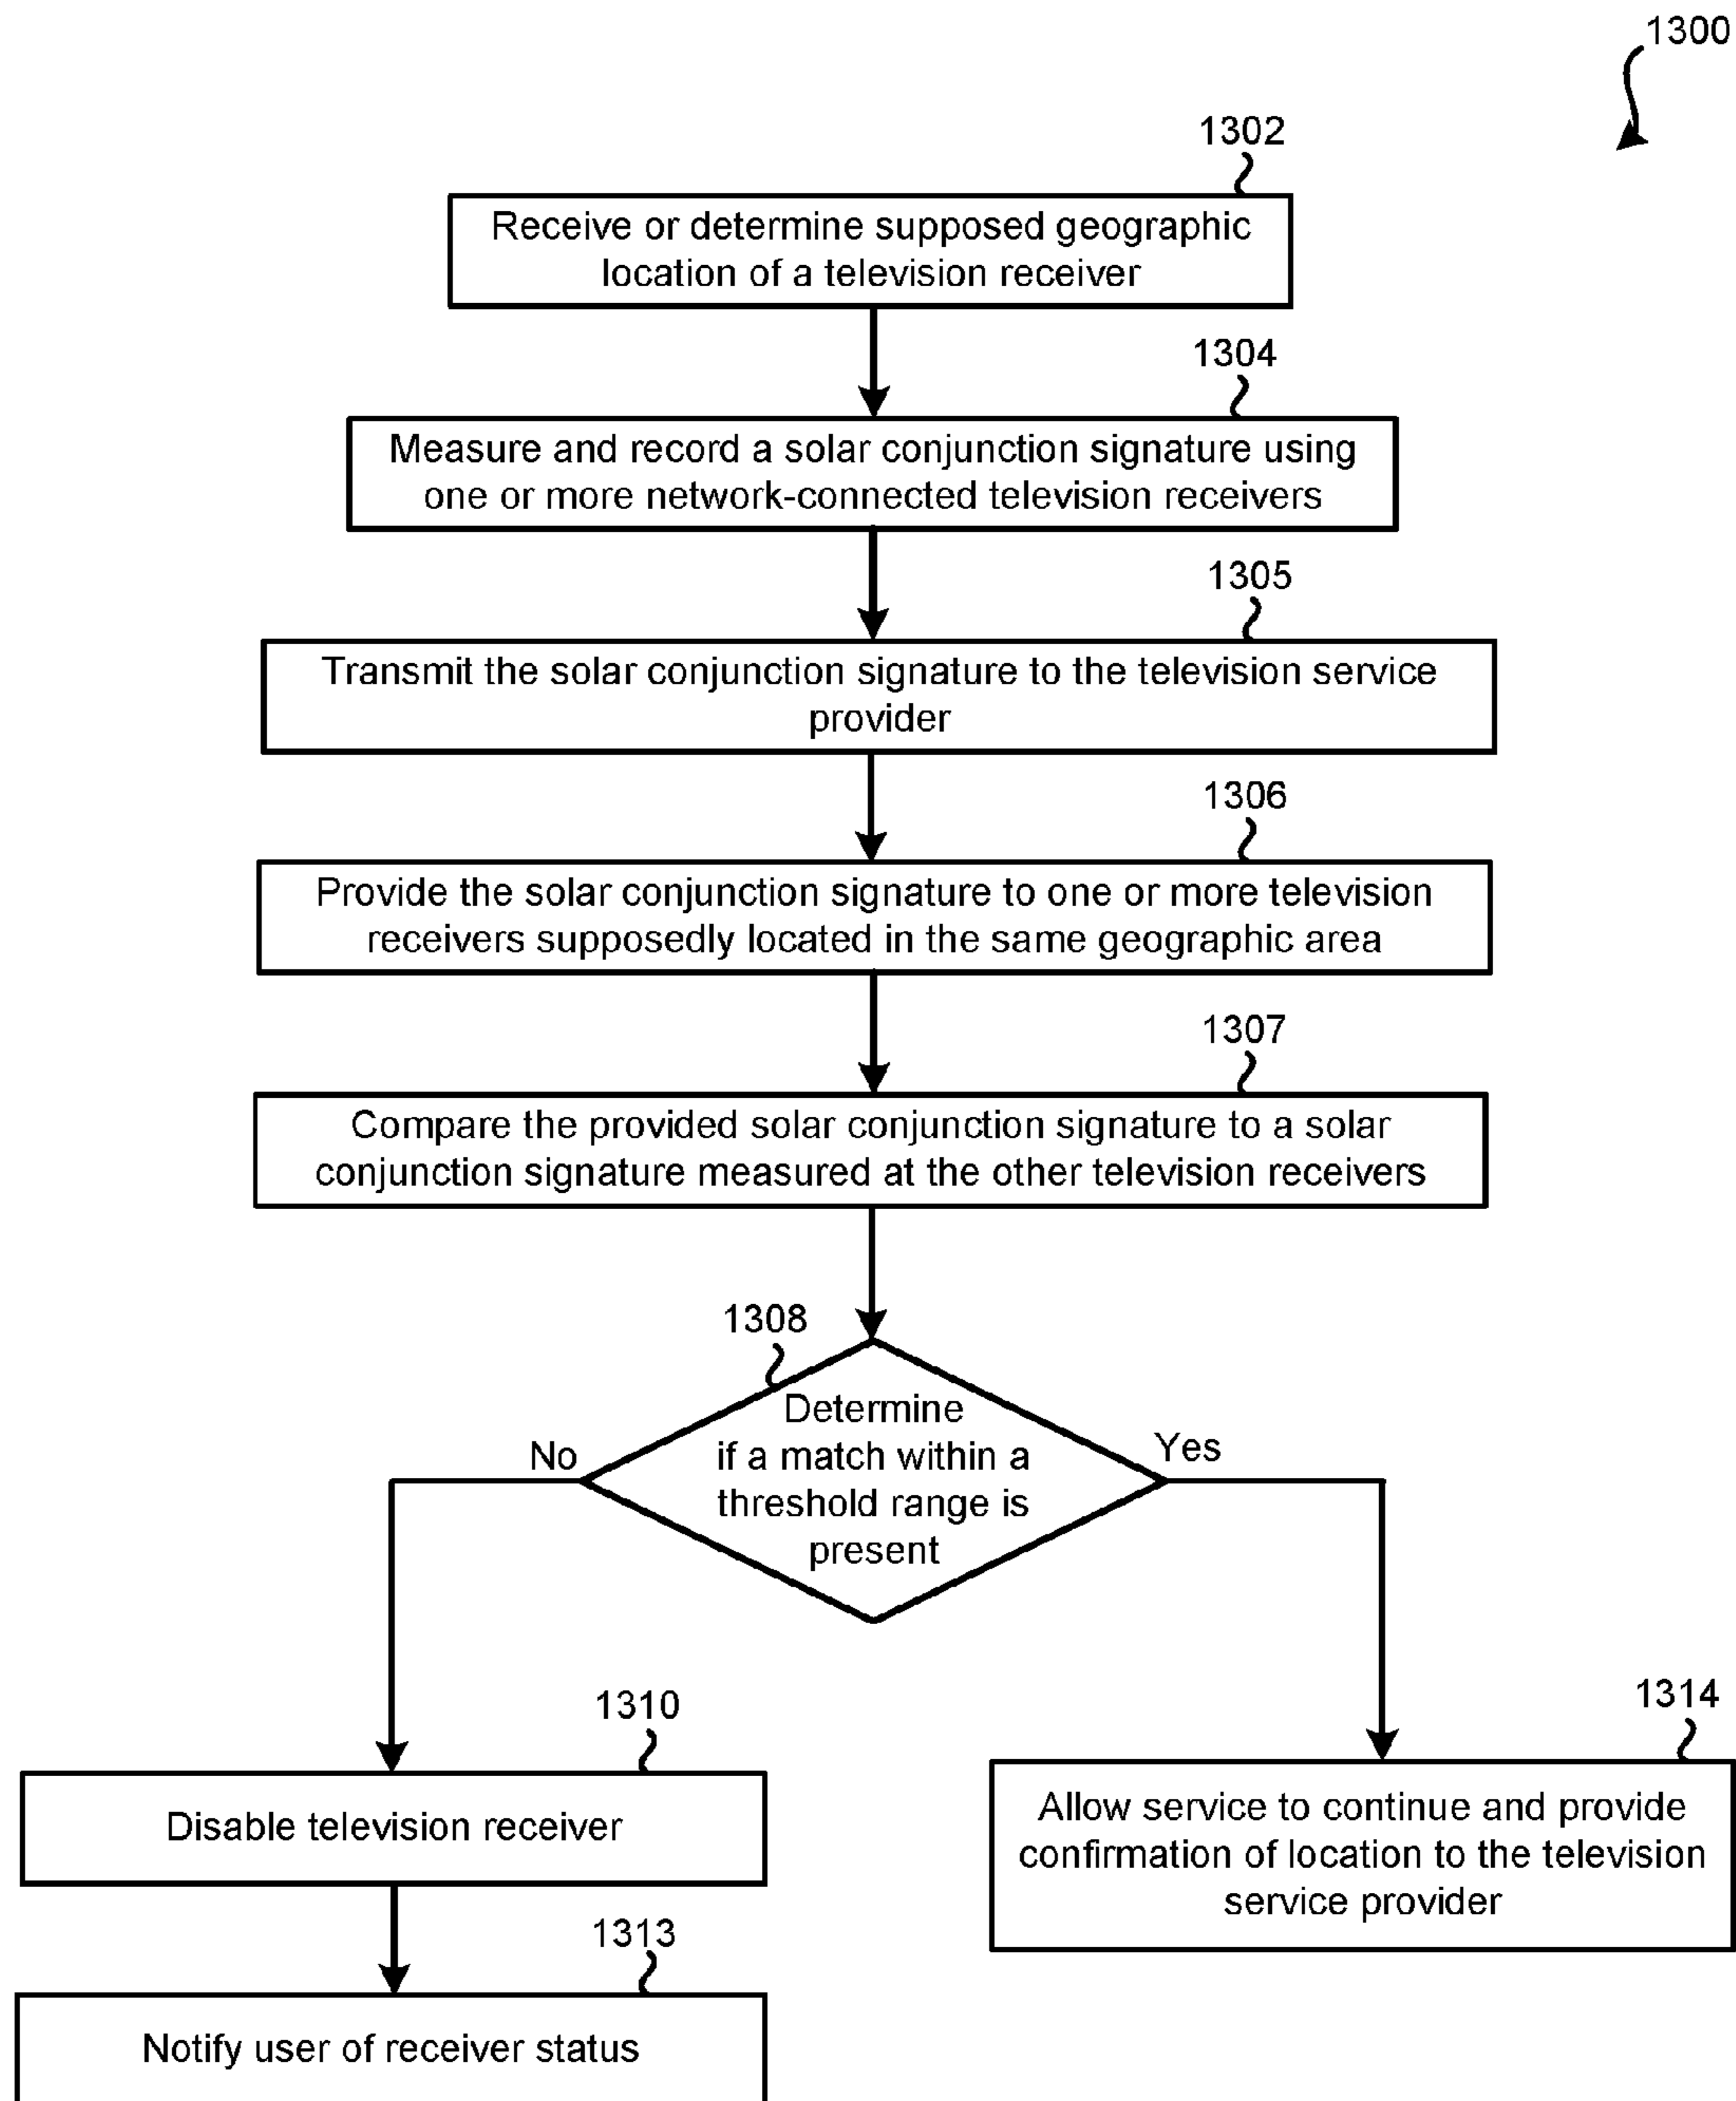 1300
1302
Receive or determine supposed geographic
location of a television receiver
1304
Measure and record a solar conjunction signature using
one or more network-connected television receivers
1305
Transmit the solar conjunction signature to the television service
provider
1306
Provide the solar conjunction signature to one or more television
receivers supposedly located in the same geographic area
1307
Compare the provided solar conjunction signature to a solar
conjunction signature measured at the other television receivers
1308
Determine
if a match within a
threshold range is
present
No
Yes
1310
Disable television receiver
1314
Allow service to continue and provide
confirmation of location to the television
service provider
1313
Notify user of receiver status